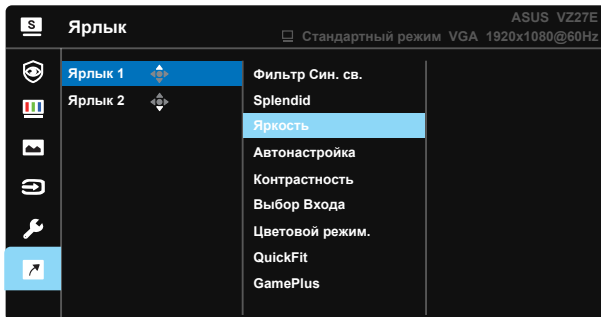 S Ярлык
ASUS VZ27E
Стандартный режим VGA 1920x1080@60Hz
Ярлык 1
Ярлык 2
Фильтр Син. св.
Splendid
Яркость
Автонастройка
Контрастность
Выбор Входа
Цветовой режим.
QuickFit
GamePlus